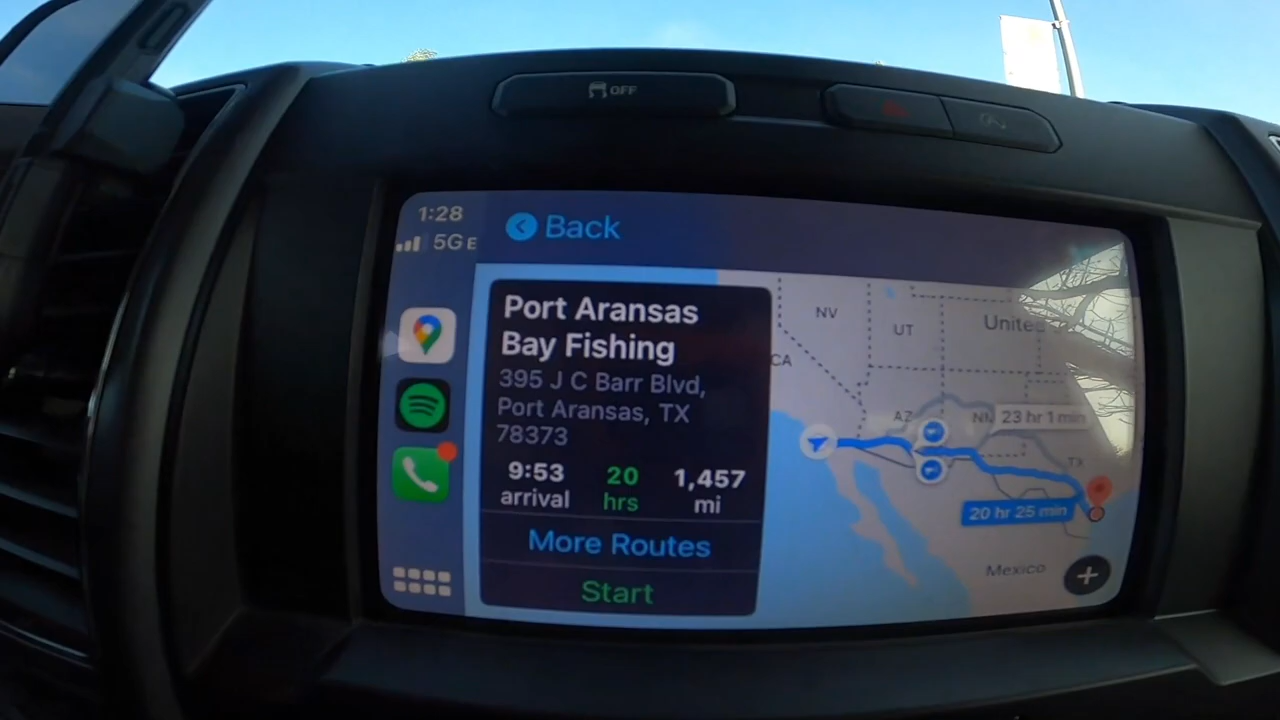 OFF
1:28
5G E
Back
Port Aransas
Bay Fishing
395 J C Barr Blvd,
Port Aransas, TX
78373
9:53
arrival
20
hrs
1,457
mi
More Routes
Start
NV
UT
United
CA
AZ
NM
23 hr 1 min
TX
20 hr 25 min
Mexico
+